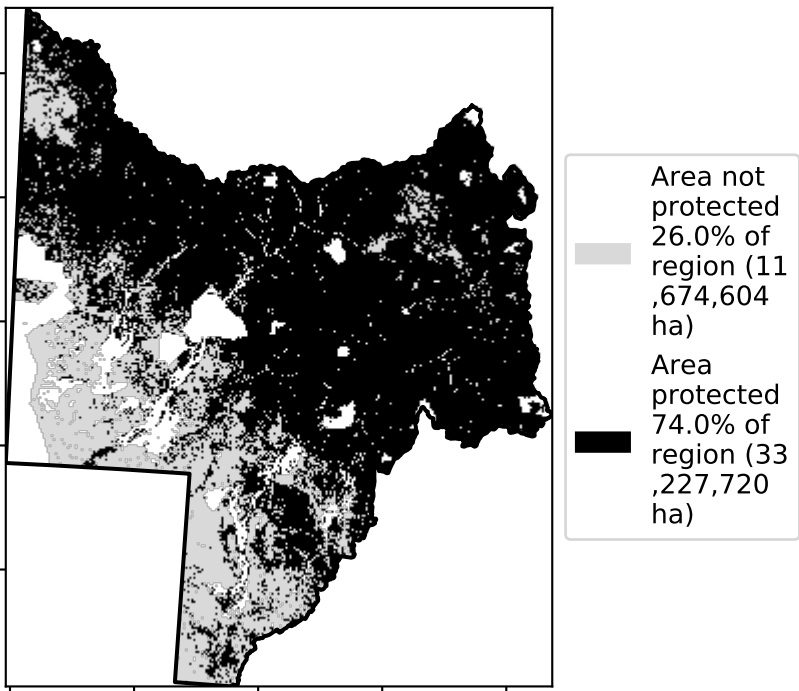 Area not
protected
26.0% of
region (11
,674,604
ha)
Area
protected
74.0% of
region (33
,227,720
ha)